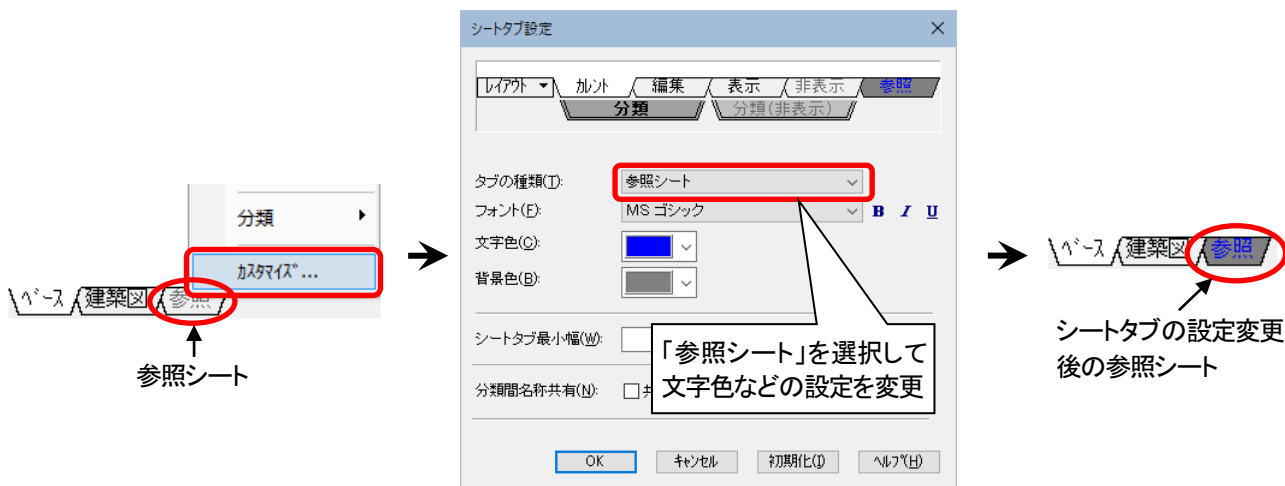 分類
ｶｽﾀﾏｲｽﾞ...
ﾍﾞｰｽ 建築図 参照
参照シート
シートタブ設定
ﾚｲｱｳﾄ ｶﾚﾝﾄ 編集 表示 非表示 参照
分類 分類(非表示)
タブの種類(T): 参照シート
フォント(F): MS ゴシック B I U
文字色(C):
背景色(B):
シートタブ最小幅(W):
分類間名称共有(N):
「参照シート」を選択して
文字色などの設定を変更
OK ｷｬﾝｾﾙ 初期化(I) ﾍﾙﾌﾟ(H)
ﾍﾞｰｽ 建築図 参照
シートタブの設定変更
後の参照シート